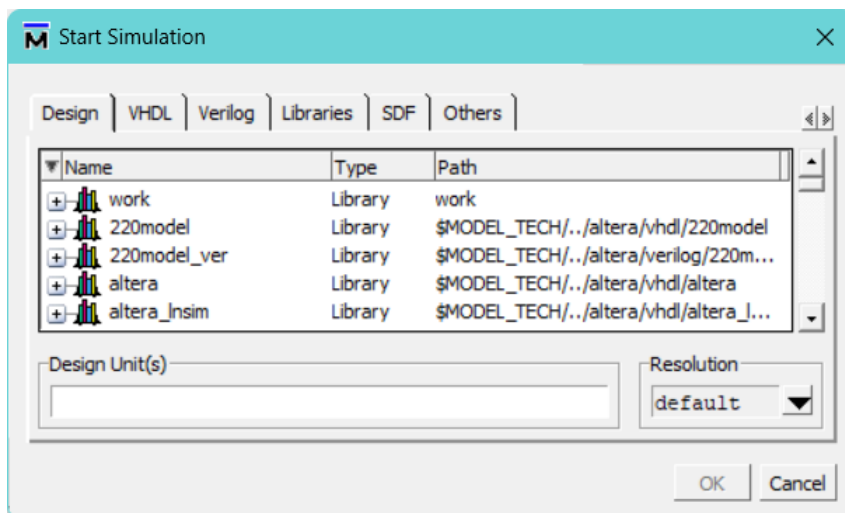 Start Simulation
Design VHDL Verilog Libraries SDF Others
Name Type Path
work Library work
220model Library $MODEL_TECH/../altera/vhdl/220model
220model_ver Library $MODEL_TECH/../altera/verilog/220m...
altera Library $MODEL_TECH/../altera/vhdl/altera
altera_lnsim Library $MODEL_TECH/../altera/vhdl/altera_l...
Design Unit(s) Resolution
default
OK Cancel